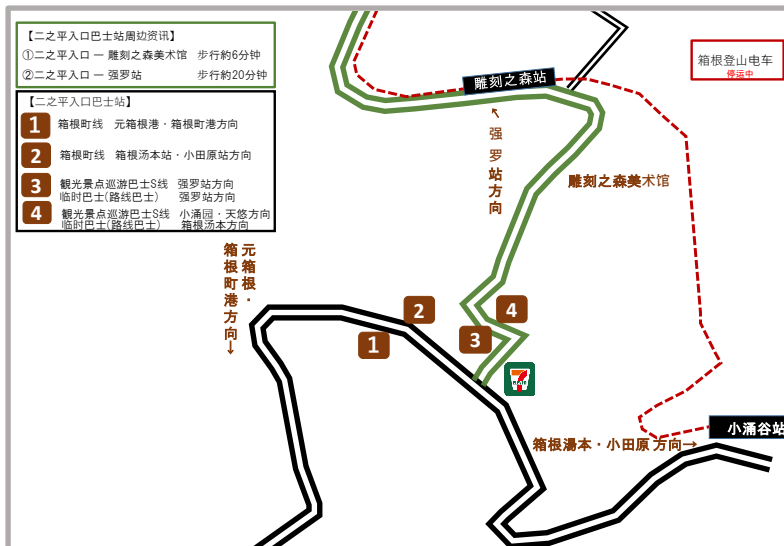 【二之平入口巴士站周边资讯】
①二之平入口 — 雕刻之森美术馆 步行約6分钟
②二之平入口 — 强罗站 步行約20分钟
【二之平入口巴士站】
1 箱根町线 元箱根港・箱根町港方向
2 箱根町线 箱根汤本站・小田原站方向
3 観光景点巡游巴士S线 强罗站方向
临时巴士(路线巴士) 强罗站方向
4 観光景点巡游巴士S线 小涌园・天悠方向
临时巴士(路线巴士) 箱根汤本方向
雕刻之森站
箱根登山电车
停运中
←强罗站方向
雕刻之森美术馆
元箱根・
箱根町港方向→
2
4
1
3
小涌谷站
箱根湯本・小田原方向→